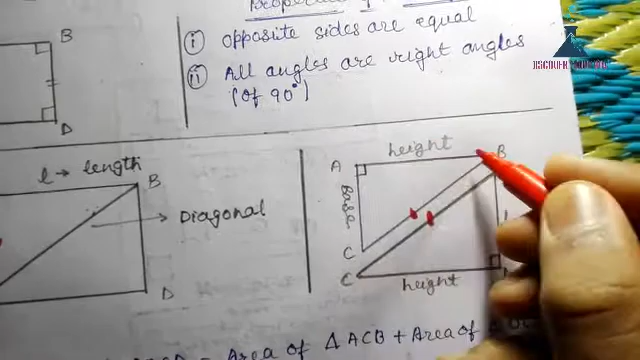 (i) opposite sides are equal
(ii) All angles are right angles
(of 90°)
B
D
l → length
B
Diagonal
D
height
A
B
Base
C
C
height
Area of △ ACB + Area of △